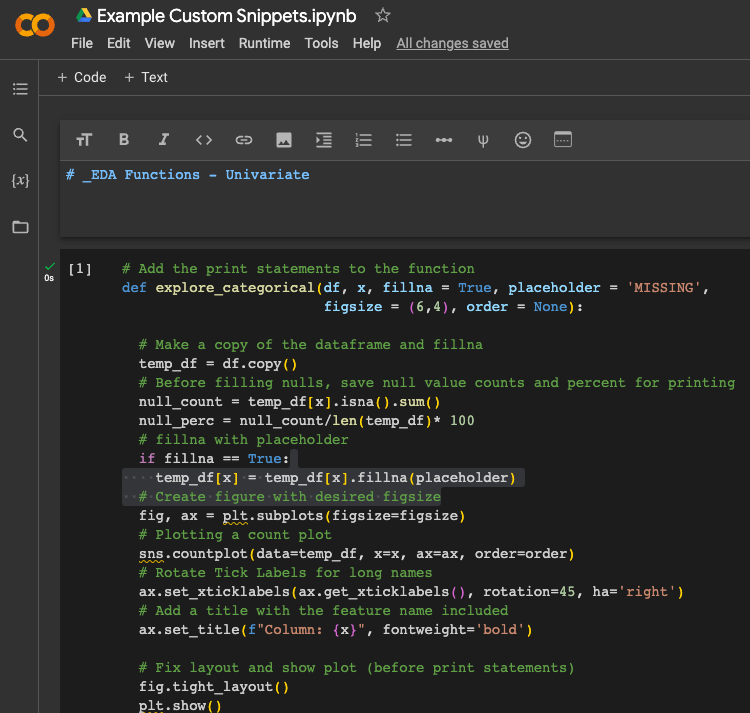 Example Custom Snippets.ipynb
File Edit View Insert Runtime Tools Help All changes saved
+ Code + Text
# _EDA Functions - Univariate
[1] # Add the print statements to the function
0s
def explore_categorical(df, x, fillna = True, placeholder = 'MISSING',
figsize = (6,4), order = None):
# Make a copy of the dataframe and fillna
temp_df = df.copy()
# Before filling nulls, save null value counts and percent for printing
null_count = temp_df[x].isna().sum()
null_perc = null_count/len(temp_df)* 100
# fillna with placeholder
if fillna == True:
temp_df[x] = temp_df[x].fillna(placeholder)
# Create figure with desired figsize
fig, ax = plt.subplots(figsize=figsize)
# Plotting a count plot
sns.countplot(data=temp_df, x=x, ax=ax, order=order)
# Rotate Tick Labels for long names
ax.set_xticklabels(ax.get_xticklabels(), rotation=45, ha='right')
# Add a title with the feature name included
ax.set_title(f"Column: {x}", fontweight='bold')
# Fix layout and show plot (before print statements)
fig.tight_layout()
plt.show()